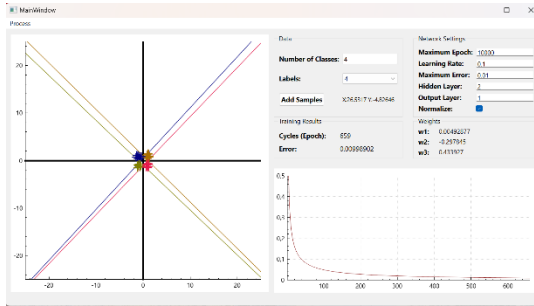 MainWindow
Process
Data
Number of Classes: 4
Labels: 4
Add Samples X:26,5317 Y:-4,82646
Training Results
Cycles (Epoch): 659
Error: 0.00998902
Network Settings
Maximum Epoch: 10000
Learning Rate: 0.1
Maximum Error: 0.01
Hidden Layer: 2
Output Layer: 1
Normalize:
Weights
w1: 0.00492877
w2: -0.297845
w3: 0.433927
20
10
0
-10
-20
-20 -10 0 10 20
0,5
0,4
0,3
0,2
0,1
0
100 200 300 400 500 600